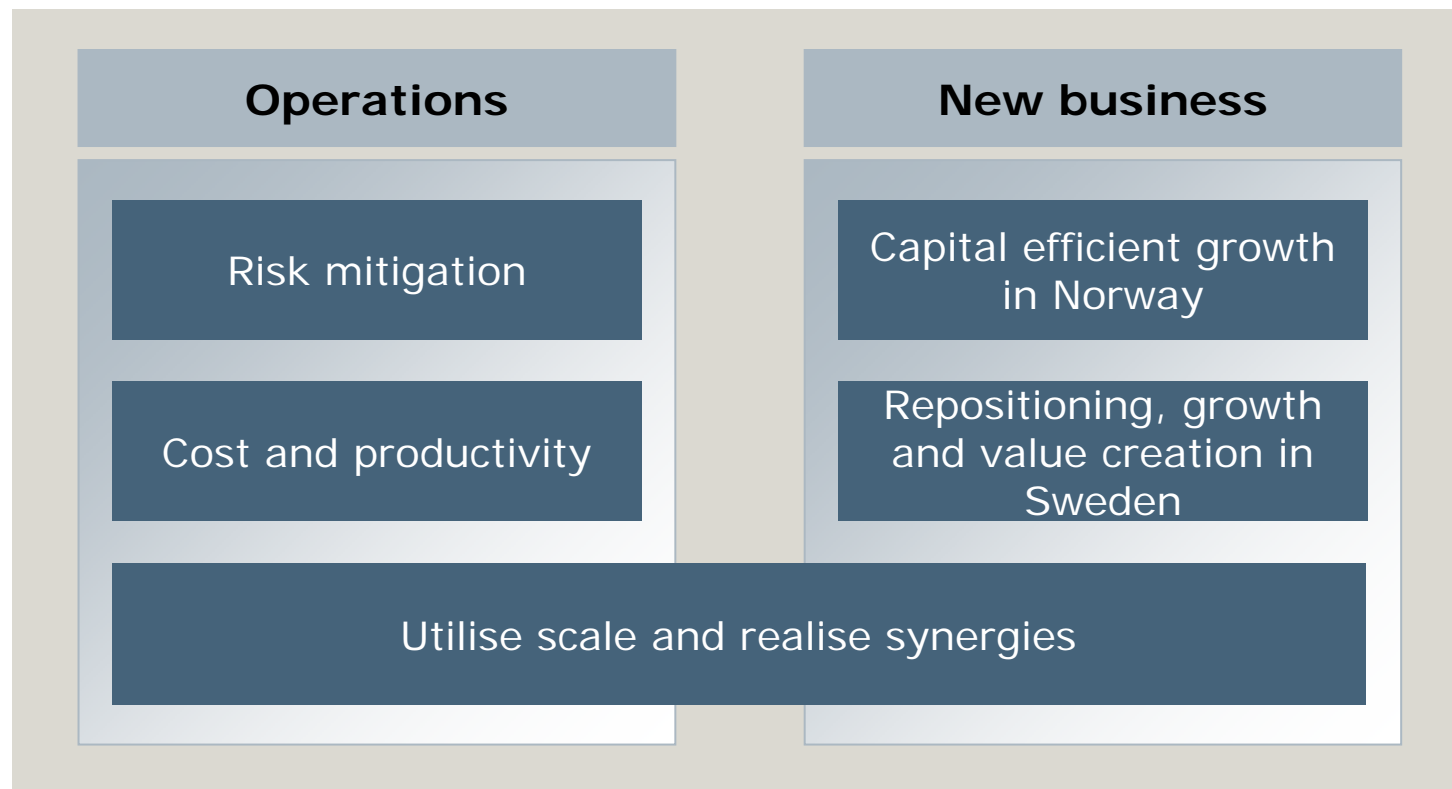 Operations
Risk mitigation
Cost and productivity
New business
Capital efficient growth
in Norway
Repositioning, growth
and value creation in
Sweden
Utilise scale and realise synergies